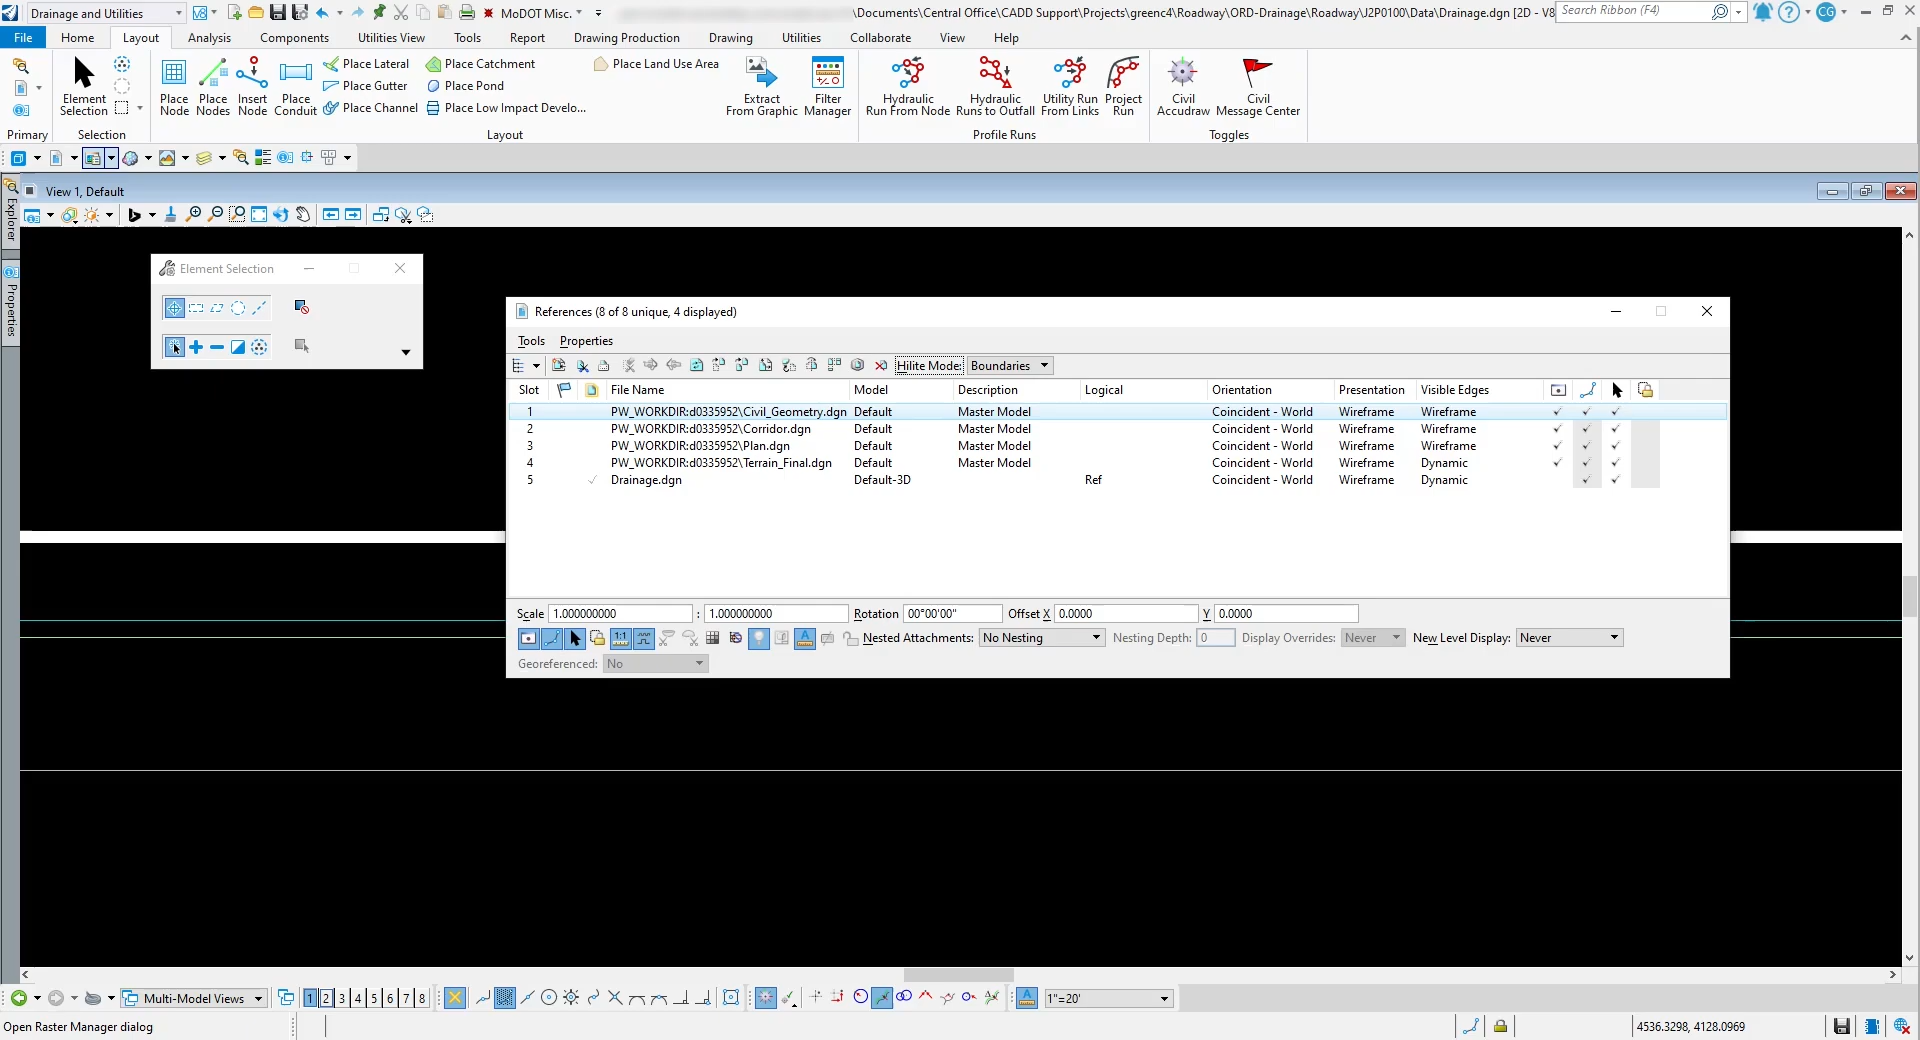 Drainage and Utilities
V8
MoDOT Misc.
\Documents\Central Office\CADD Support\Projects\greenc4\Roadway\ORD-Drainage\Roadway\J2P0100\Data\Drainage.dgn [2D - V8
Search Ribbon (F4)
CG
File Home Layout Analysis Components Utilities View Tools Report Drawing Production Drawing Utilities Collaborate View Help
Element Selection
Place Node
Place Nodes
Insert Node
Place Conduit
Place Lateral
Place Gutter
Place Channel
Place Catchment
Place Pond
Place Low Impact Develo...
Place Land Use Area
Extract From Graphic
Filter Manager
Hydraulic Run From Node
Hydraulic Runs to Outfall
Utility Run From Links
Project Run
Civil Accudraw
Civil Message Center
Primary Selection Layout Profile Runs Toggles
Explorer
Properties
View 1, Default
Element Selection
References (8 of 8 unique, 4 displayed)
Tools Properties
Hilite Mode: Boundaries
Slot File Name Model Description Logical Orientation Presentation Visible Edges
1 PW_WORKDIR:d0335952\Civil_Geometry.dgn Default Master Model Coincident - World Wireframe Wireframe
2 PW_WORKDIR:d0335952\Corridor.dgn Default Master Model Coincident - World Wireframe Wireframe
3 PW_WORKDIR:d0335952\Plan.dgn Default Master Model Coincident - World Wireframe Wireframe
4 PW_WORKDIR:d0335952\Terrain_Final.dgn Default Master Model Coincident - World Wireframe Dynamic
5 Drainage.dgn Default-3D Ref Coincident - World Wireframe Dynamic
Scale 1.000000000 : 1.000000000 Rotation 00°00'00" Offset X 0.0000 Y 0.0000
1:1 Nested Attachments: No Nesting Nesting Depth: 0 Display Overrides: Never New Level Display: Never
Georeferenced: No
Multi-Model Views 1 2 3 4 5 6 7 8 1"=20'
Open Raster Manager dialog 4536.3298, 4128.0969